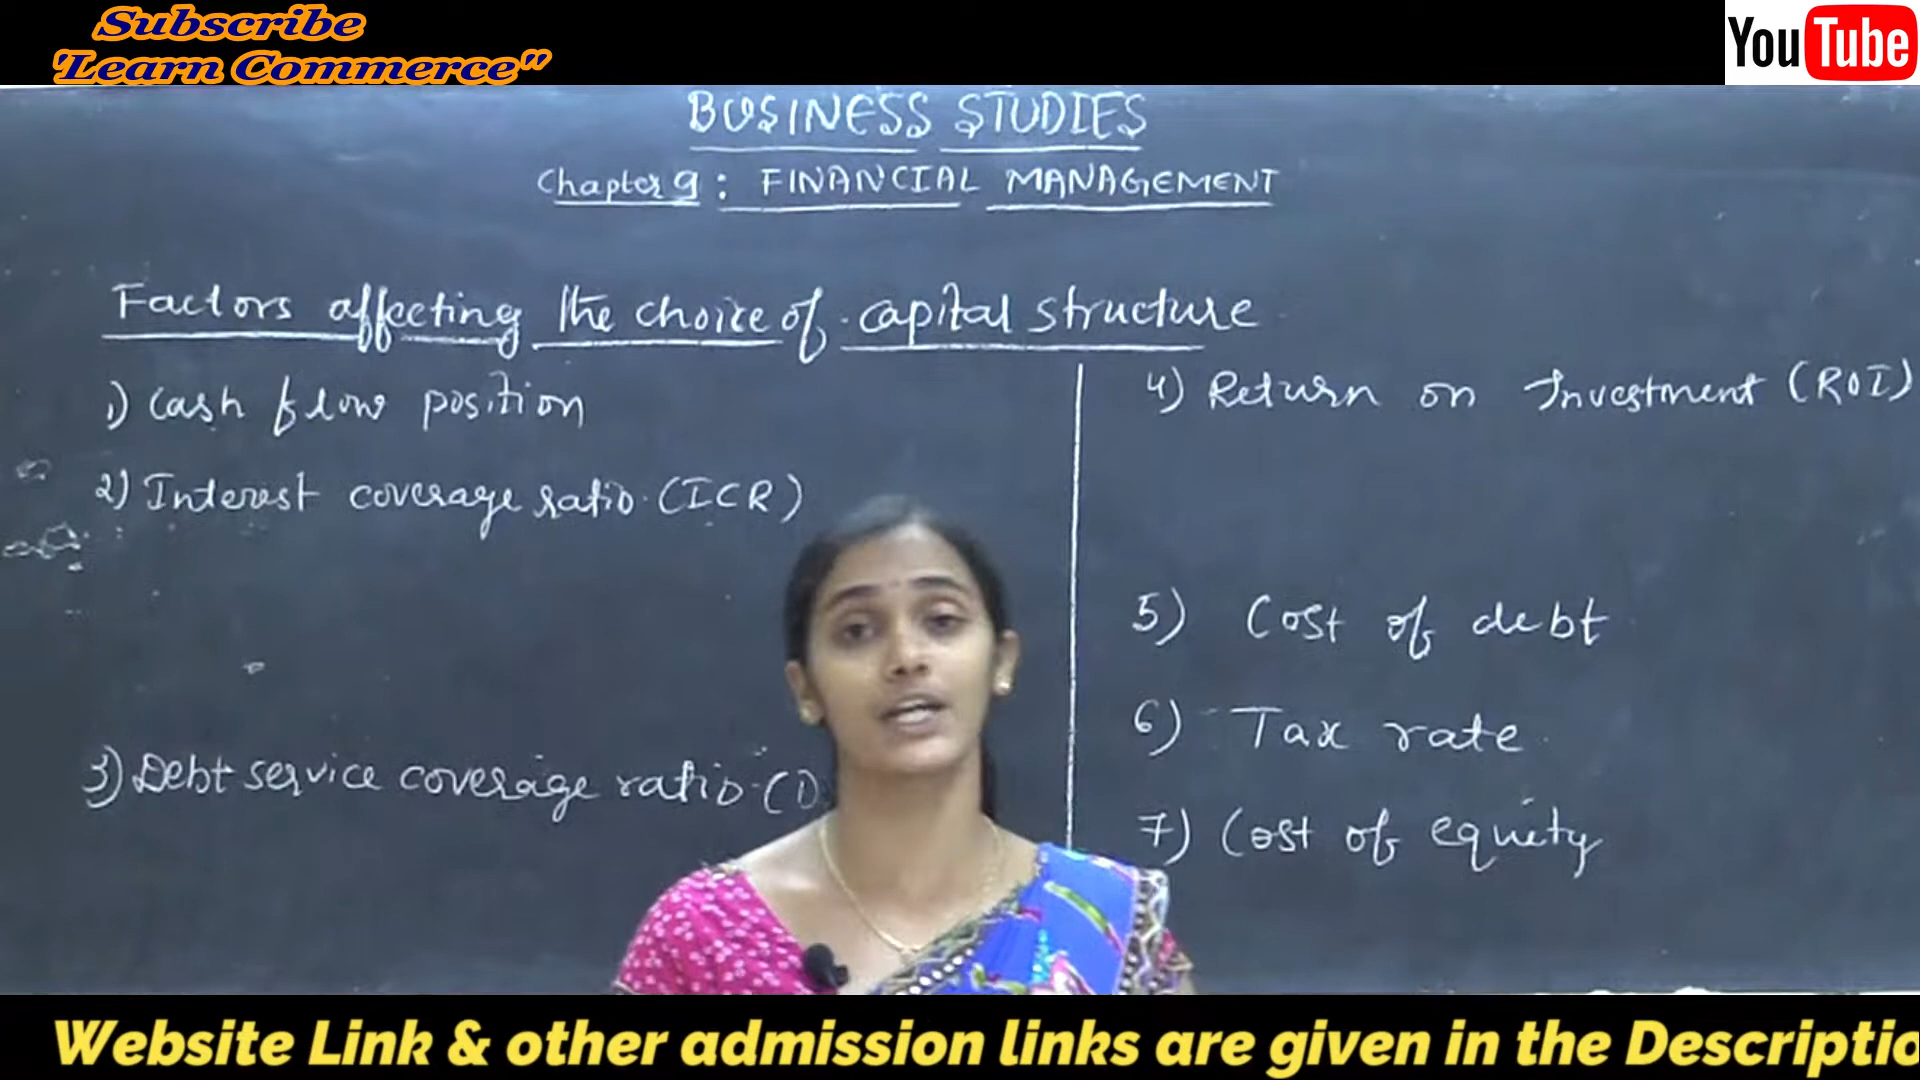 Subscribe
"Learn Commerce"
YouTube
BUSINESS STUDIES
Chapter 9 : FINANCIAL MANAGEMENT
Factors affecting the choice of capital structure
1) Cash flow position
2) Interest coverage ratio (ICR)
3) Debt service coverage ratio (D
4) Return on Investment (ROI)
5) Cost of debt
6) Tax rate
7) Cost of equity
Website Link & other admission links are given in the Descriptio